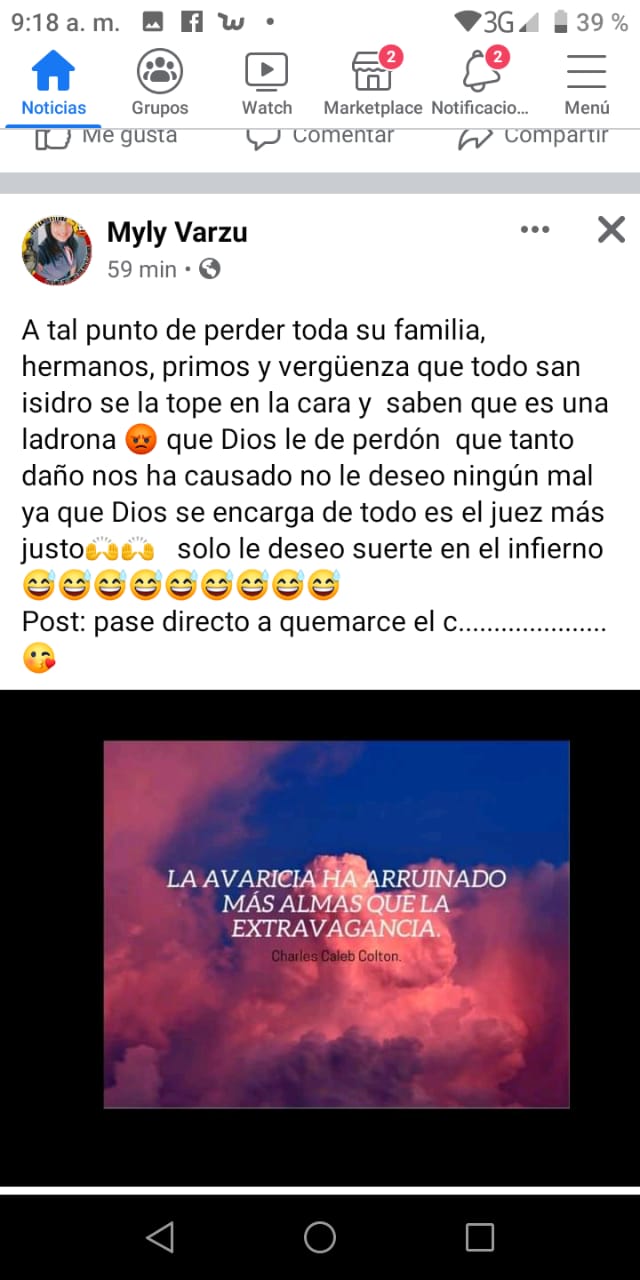 9:18 a. m.
3G
39 %
2
2
Noticias
Grupos
Watch
Marketplace
Notificacio...
Menú
Me gusta
Comentar
Compartir
Myly Varzu
59 min •
A tal punto de perder toda su familia,
hermanos, primos y vergüenza que todo san
isidro se la tope en la cara y saben que es una
ladrona 😡 que Dios le de perdón que tanto
daño nos ha causado no le deseo ningún mal
ya que Dios se encarga de todo es el juez más
justo🙌🙌 solo le deseo suerte en el infierno
😅😅😅😅😅😅😅😅😅
Post: pase directo a quemarce el c.....................
😘
LA AVARICIA HA ARRUINADO
MÁS ALMAS QUE LA
EXTRAVAGANCIA.
Charles Caleb Colton.